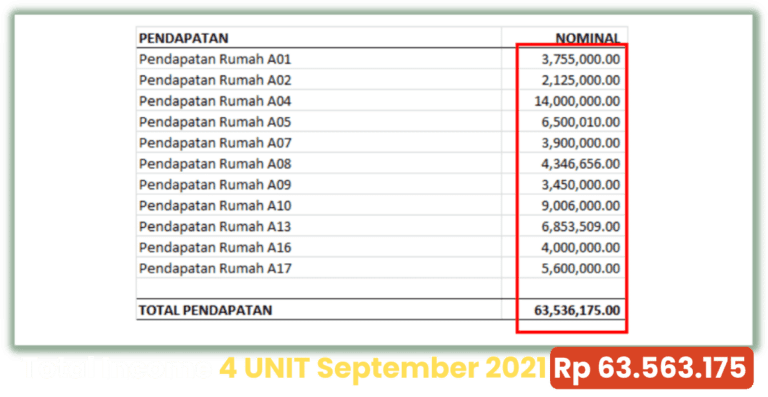 PENDAPATAN NOMINAL
Pendapatan Rumah A01 3,755,000.00
Pendapatan Rumah A02 2,125,000.00
Pendapatan Rumah A04 14,000,000.00
Pendapatan Rumah A05 6,500,010.00
Pendapatan Rumah A07 3,900,000.00
Pendapatan Rumah A08 4,346,656.00
Pendapatan Rumah A09 3,450,000.00
Pendapatan Rumah A10 9,006,000.00
Pendapatan Rumah A13 6,853,509.00
Pendapatan Rumah A16 4,000,000.00
Pendapatan Rumah A17 5,600,000.00
TOTAL PENDAPATAN 63,536,175.00
4 UNIT September 2021 Rp 63.563.175